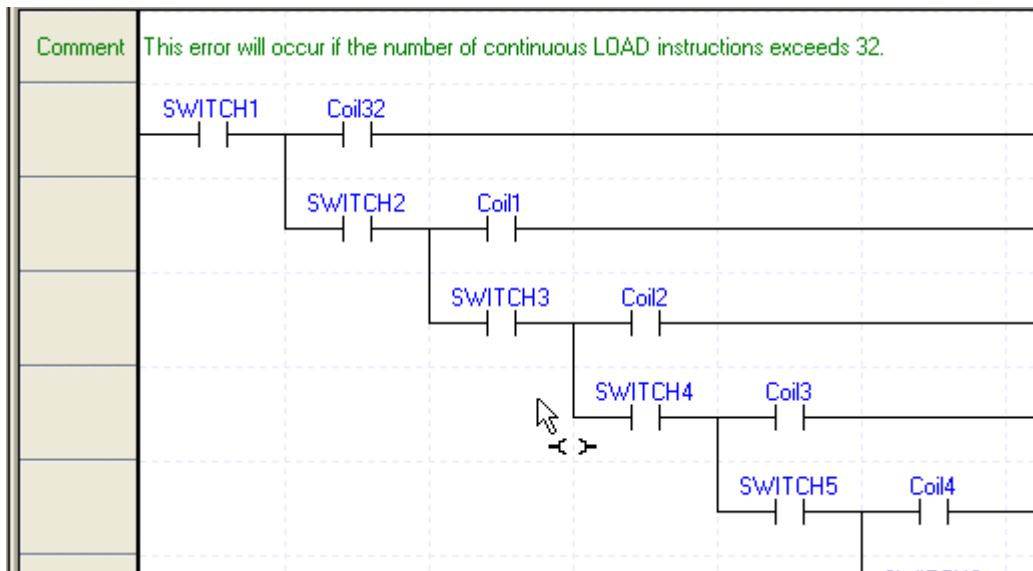 Comment This error will occur if the number of continuous LOAD instructions exceeds 32.
SWITCH1 Coil32
SWITCH2 Coil1
SWITCH3 Coil2
SWITCH4 Coil3
SWITCH5 Coil4